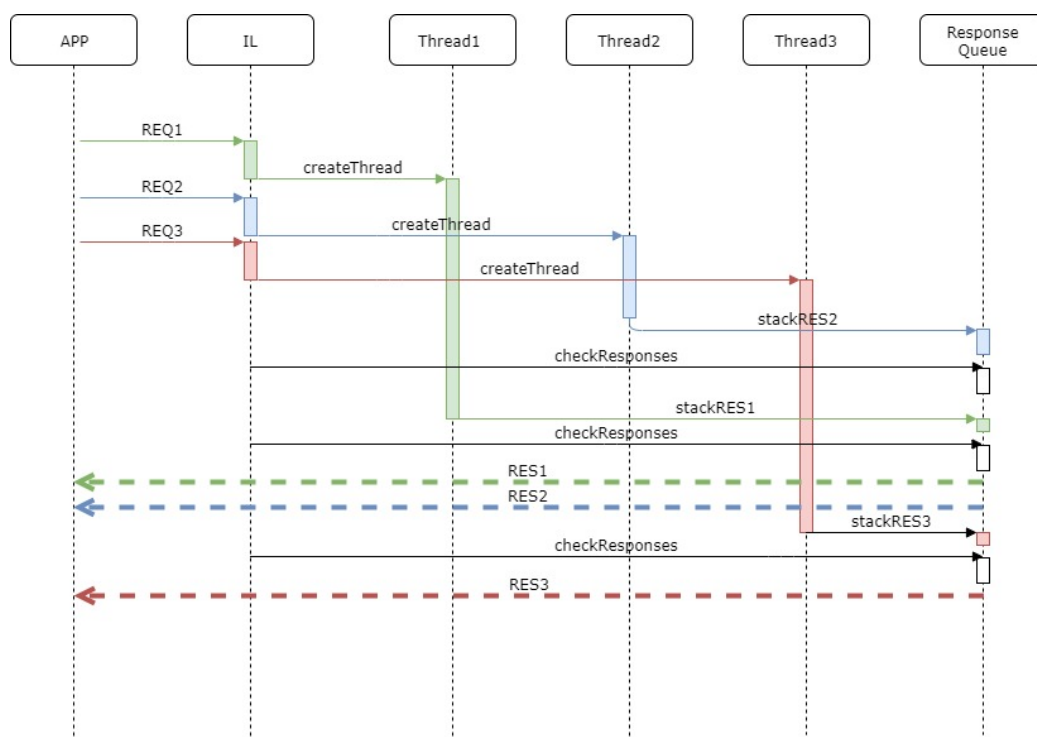 APP
IL
Thread1
Thread2
Thread3
Response
Queue
REQ1
createThread
REQ2
createThread
REQ3
createThread
stackRES2
checkResponses
stackRES1
checkResponses
RES1
RES2
stackRES3
checkResponses
RES3